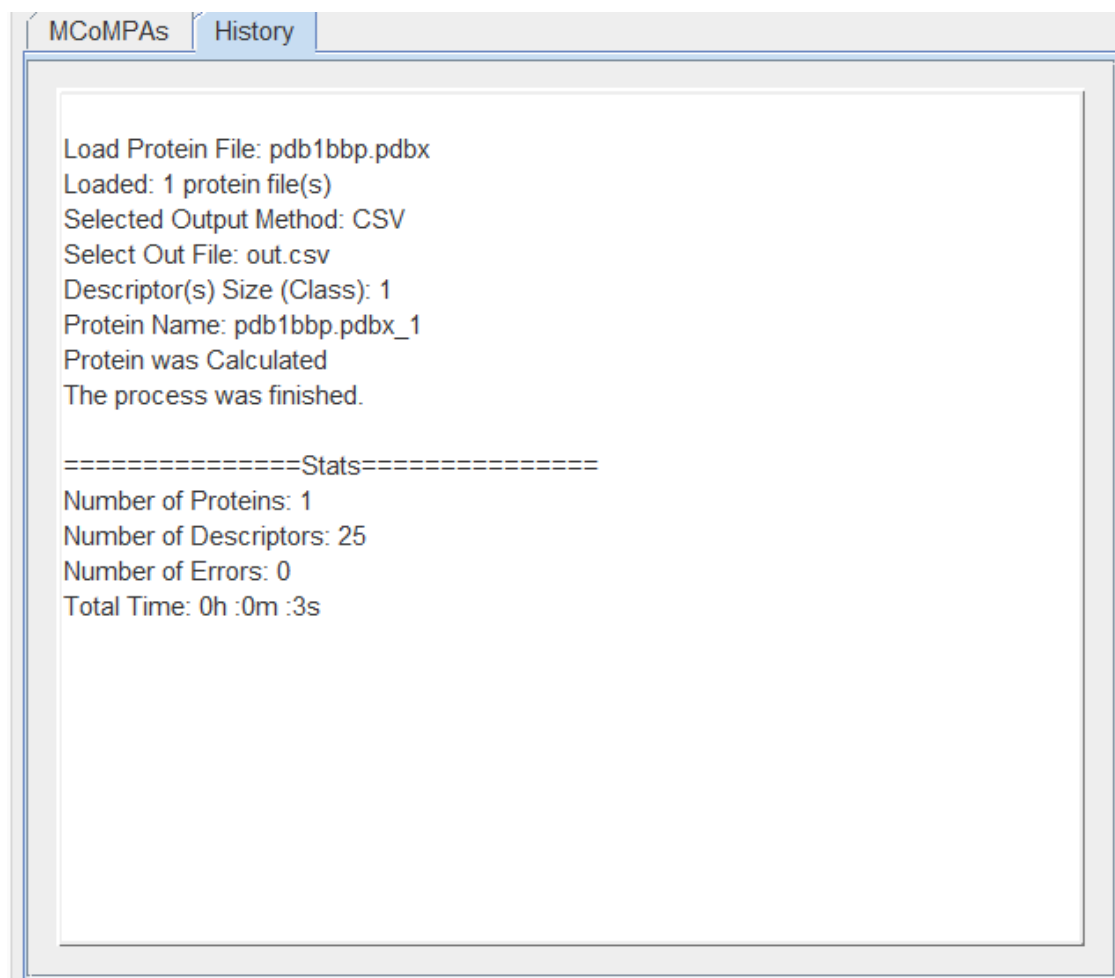 MCoMPAs History
Load Protein File: pdb1bbp.pdbx
Loaded: 1 protein file(s)
Selected Output Method: CSV
Select Out File: out.csv
Descriptor(s) Size (Class): 1
Protein Name: pdb1bbp.pdbx_1
Protein was Calculated
The process was finished.
===============Stats===============
Number of Proteins: 1
Number of Descriptors: 25
Number of Errors: 0
Total Time: 0h :0m :3s